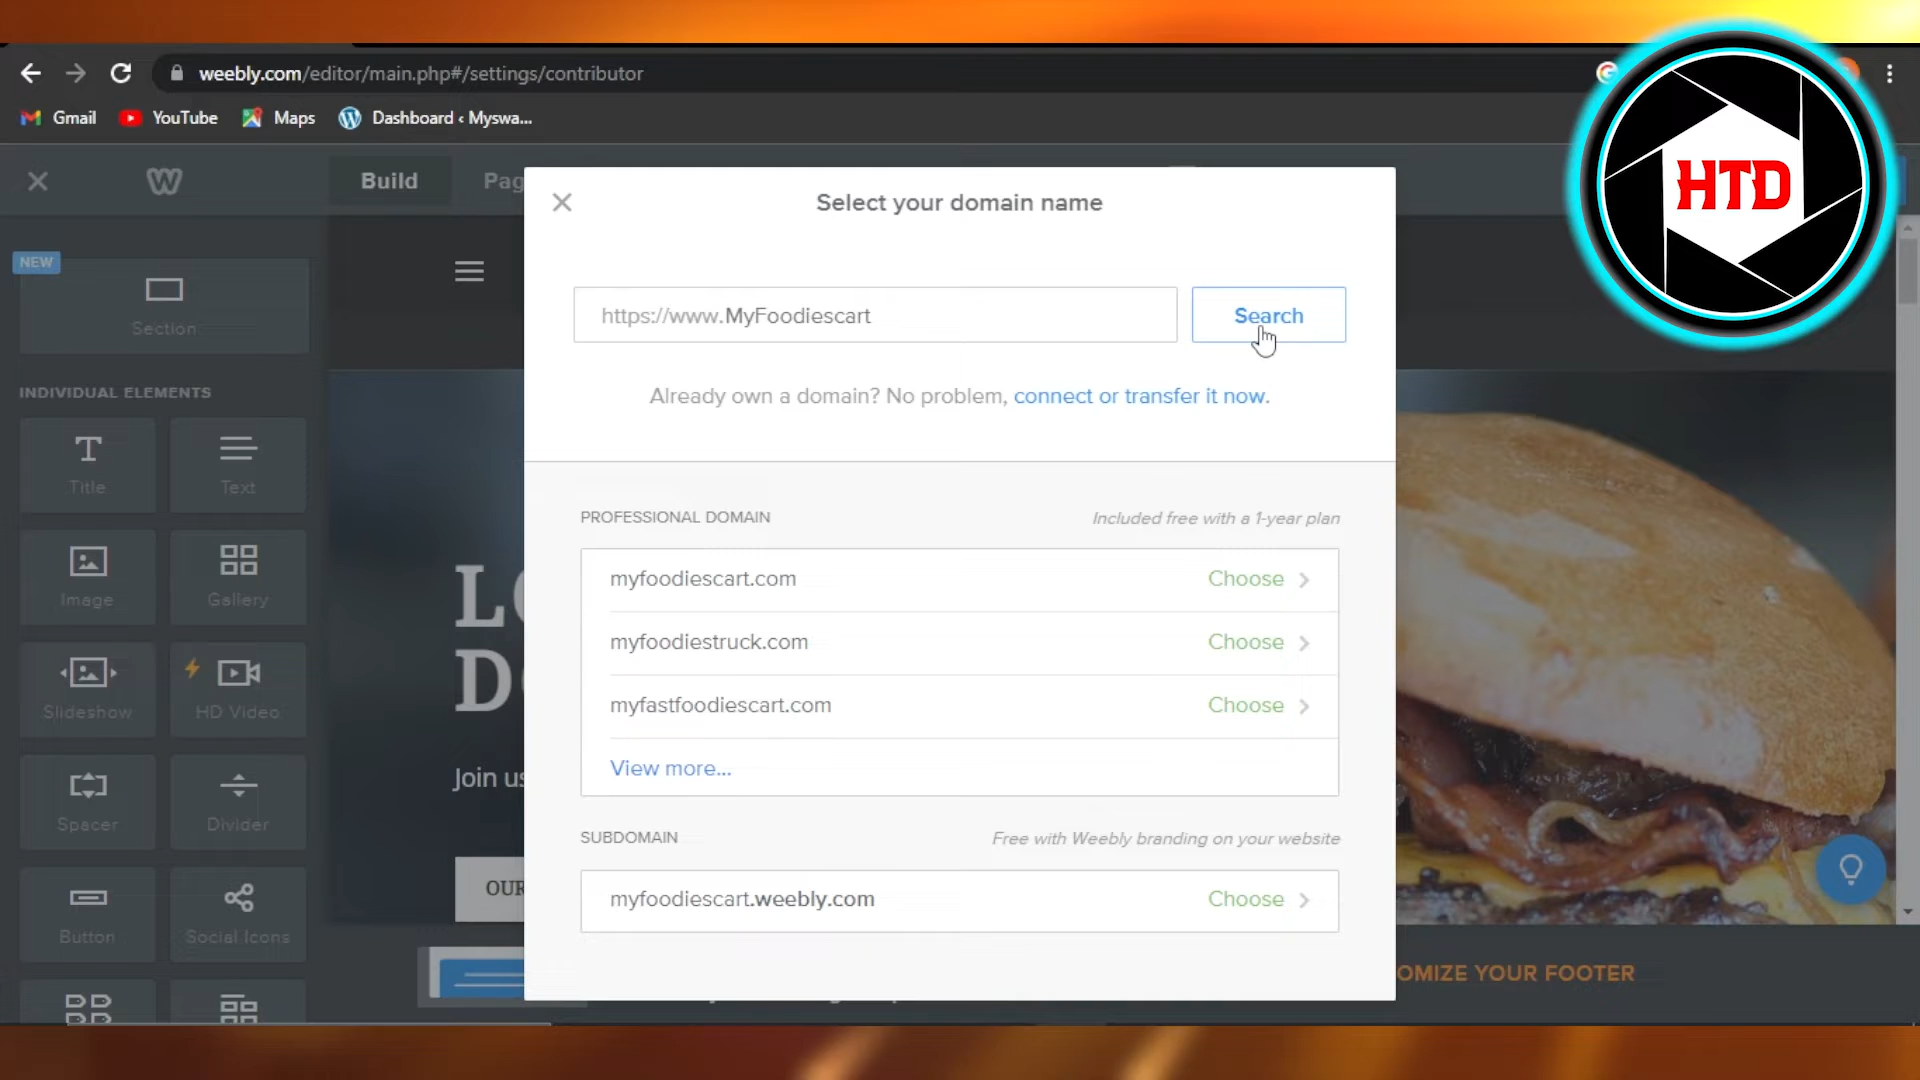 weebly.com/editor/main.php#/settings/contributor
Gmail YouTube Maps Dashboard ‹ Myswa...
HTD
Build Pag
Select your domain name
NEW
Section
https://www.MyFoodiescart Search
Already own a domain? No problem, connect or transfer it now.
INDIVIDUAL ELEMENTS
Title Text
PROFESSIONAL DOMAIN Included free with a 1-year plan
myfoodiescart.com Choose
Image Gallery
myfoodiestruck.com Choose
myfastfoodiescart.com Choose
Slideshow HD Video
View more...
Join us
Spacer Divider
SUBDOMAIN Free with Weebly branding on your website
myfoodiescart.weebly.com Choose
OUR
Button Social Icons
OMIZE YOUR FOOTER